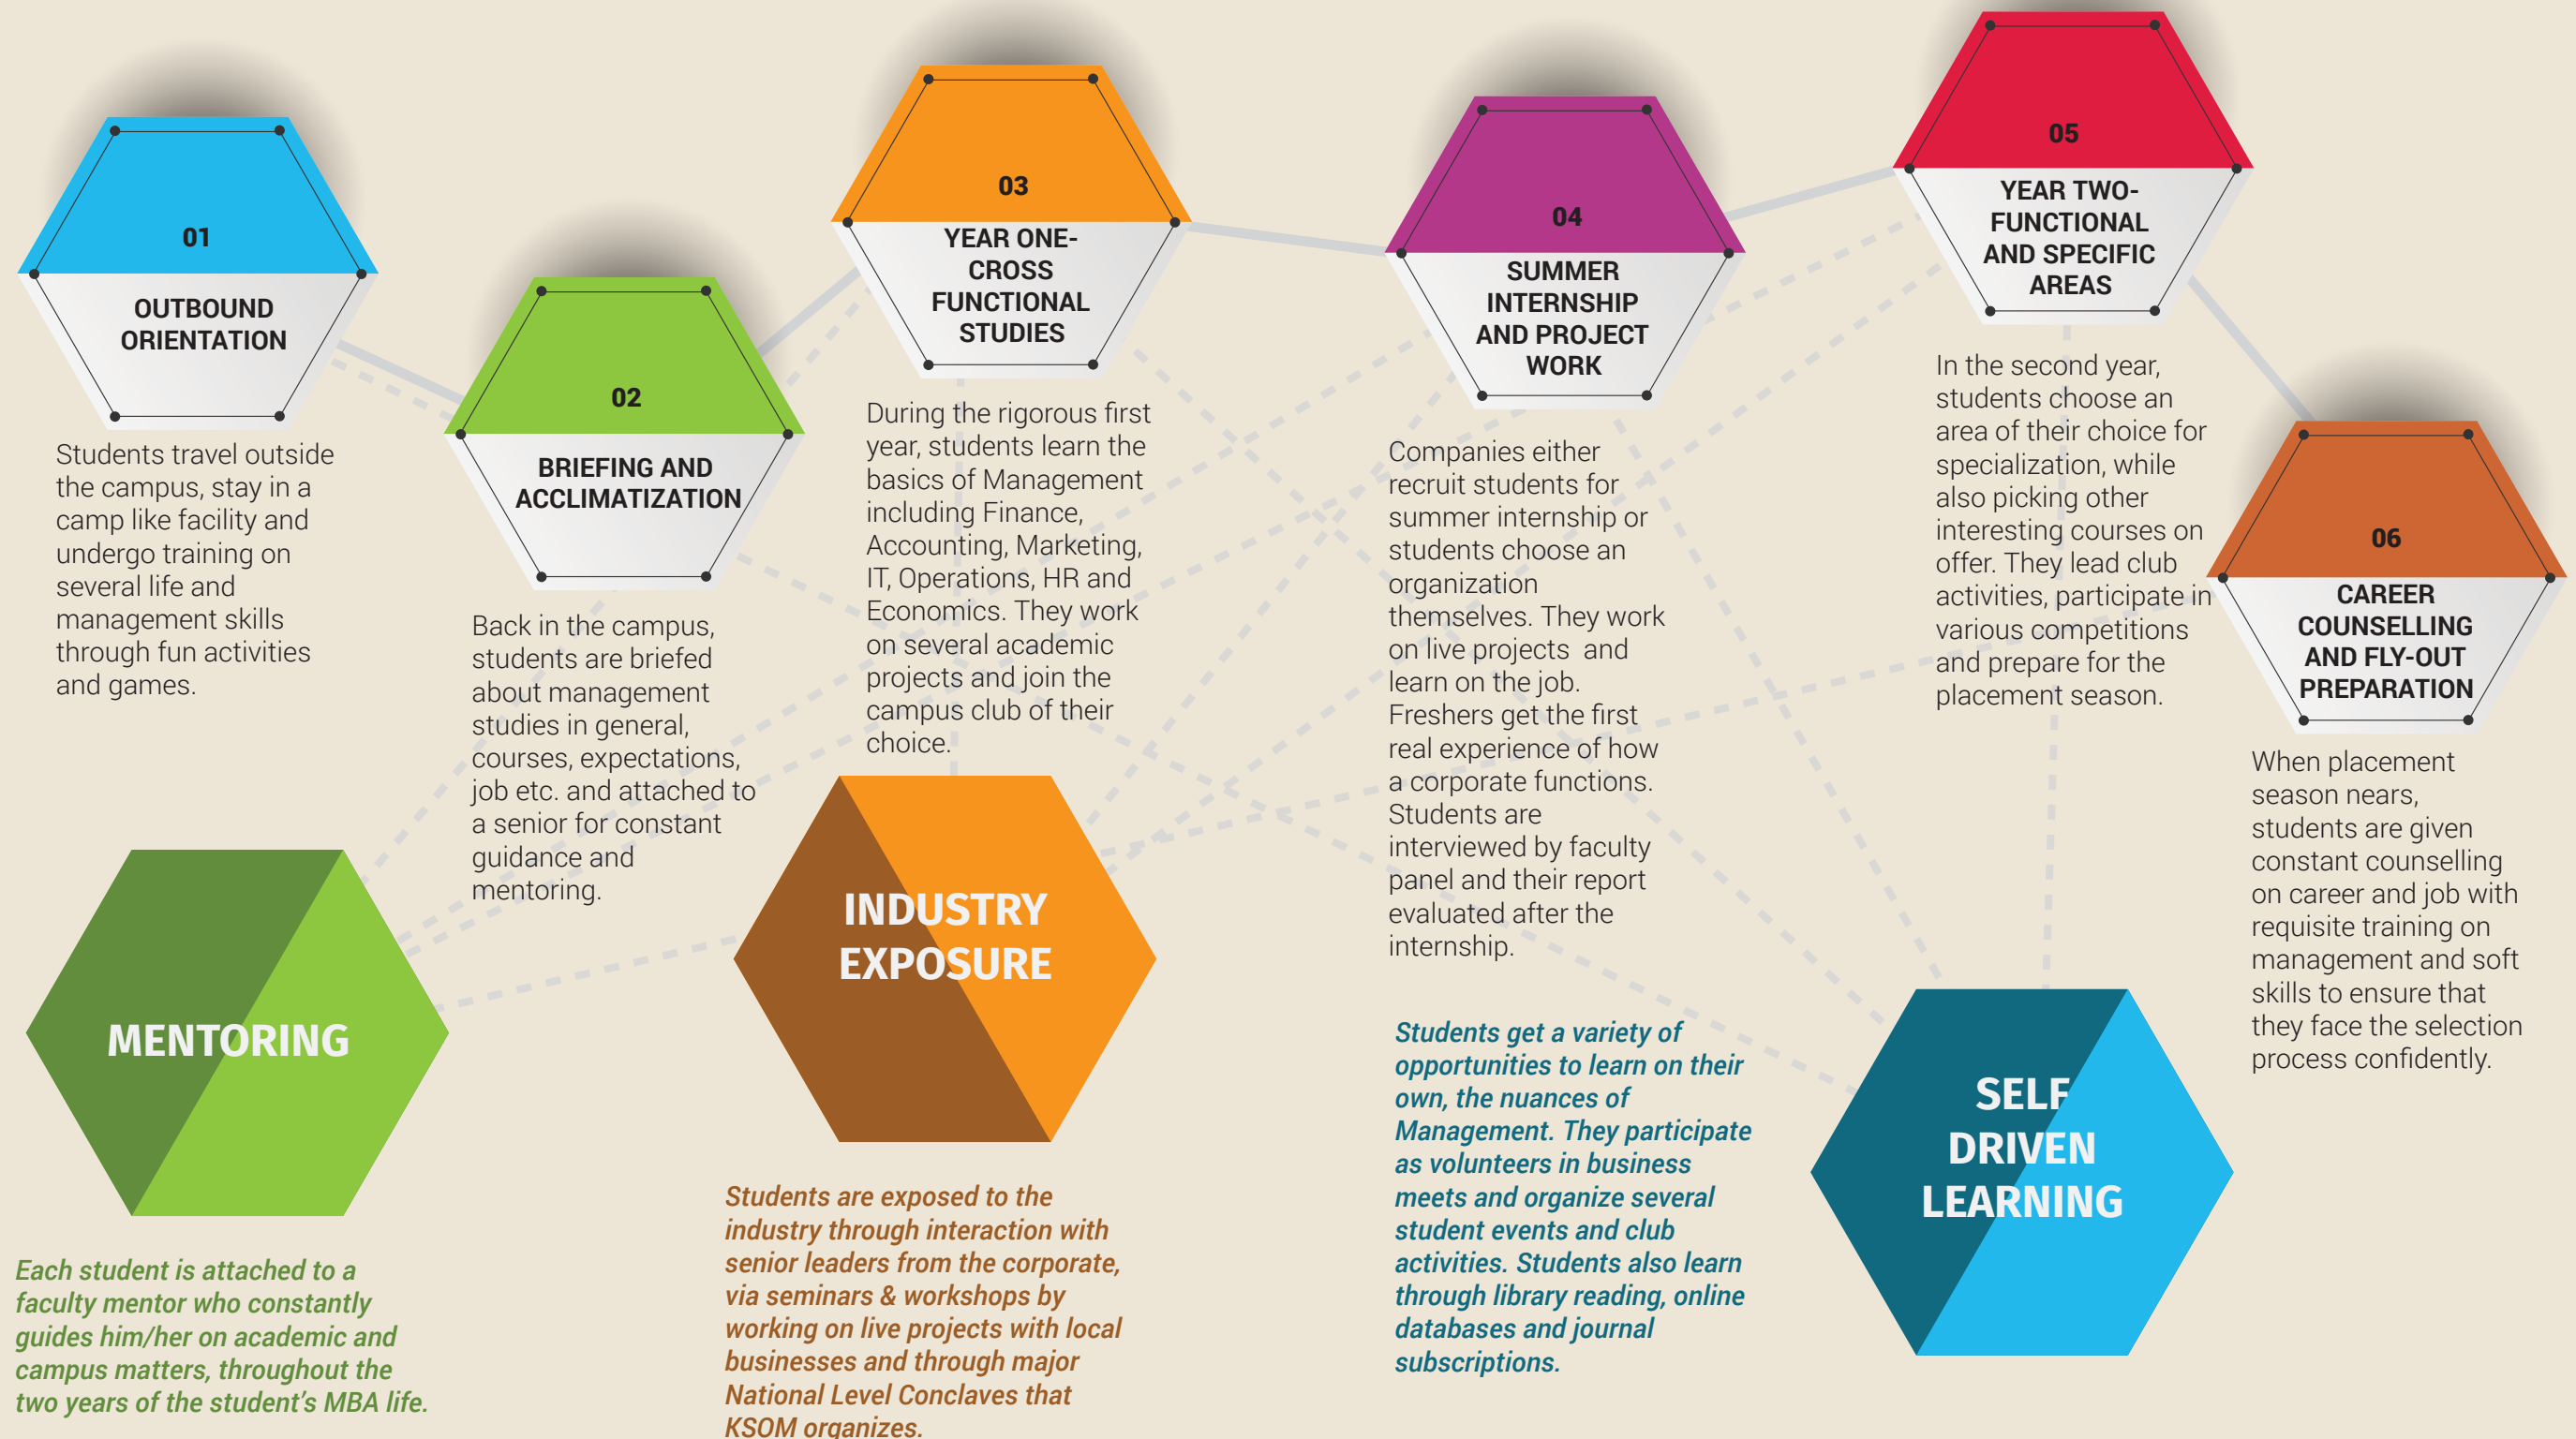 01
OUTBOUND
ORIENTATION
Students travel outside
the campus, stay in a
camp like facility and
undergo training on
several life and
management skills
through fun activities
and games.
02
BRIEFING AND
ACCLIMATIZATION
Back in the campus,
students are briefed
about management
studies in general,
courses, expectations,
job etc. and attached to
a senior for constant
guidance and
mentoring.
03
YEAR ONE-
CROSS
FUNCTIONAL
STUDIES
During the rigorous first
year, students learn the
basics of Management
including Finance,
Accounting, Marketing,
IT, Operations, HR and
Economics. They work
on several academic
projects and join the
campus club of their
choice.
04
SUMMER
INTERNSHIP
AND PROJECT
WORK
Companies either
recruit students for
summer internship or
students choose an
organization
themselves. They work
on live projects and
learn on the job.
Freshers get the first
real experience of how
a corporate functions.
Students are
interviewed by faculty
panel and their report
evaluated after the
internship.
05
YEAR TWO-
FUNCTIONAL
AND SPECIFIC
AREAS
In the second year,
students choose an
area of their choice for
specialization, while
also picking other
interesting courses on
offer. They lead club
activities, participate in
various competitions
and prepare for the
placement season.
06
CAREER
COUNSELLING
AND FLY-OUT
PREPARATION
When placement
season nears,
students are given
constant counselling
on career and job with
requisite training on
management and soft
skills to ensure that
they face the selection
process confidently.
MENTORING
Each student is attached to a
faculty mentor who constantly
guides him/her on academic and
campus matters, throughout the
two years of the student's MBA life.
INDUSTRY
EXPOSURE
Students are exposed to the
industry through interaction with
senior leaders from the corporate,
via seminars & workshops by
working on live projects with local
businesses and through major
National Level Conclaves that
KSOM organizes.
Students get a variety of
opportunities to learn on their
own, the nuances of
Management. They participate
as volunteers in business
meets and organize several
student events and club
activities. Students also learn
through library reading, online
databases and journal
subscriptions.
SELF
DRIVEN
LEARNING